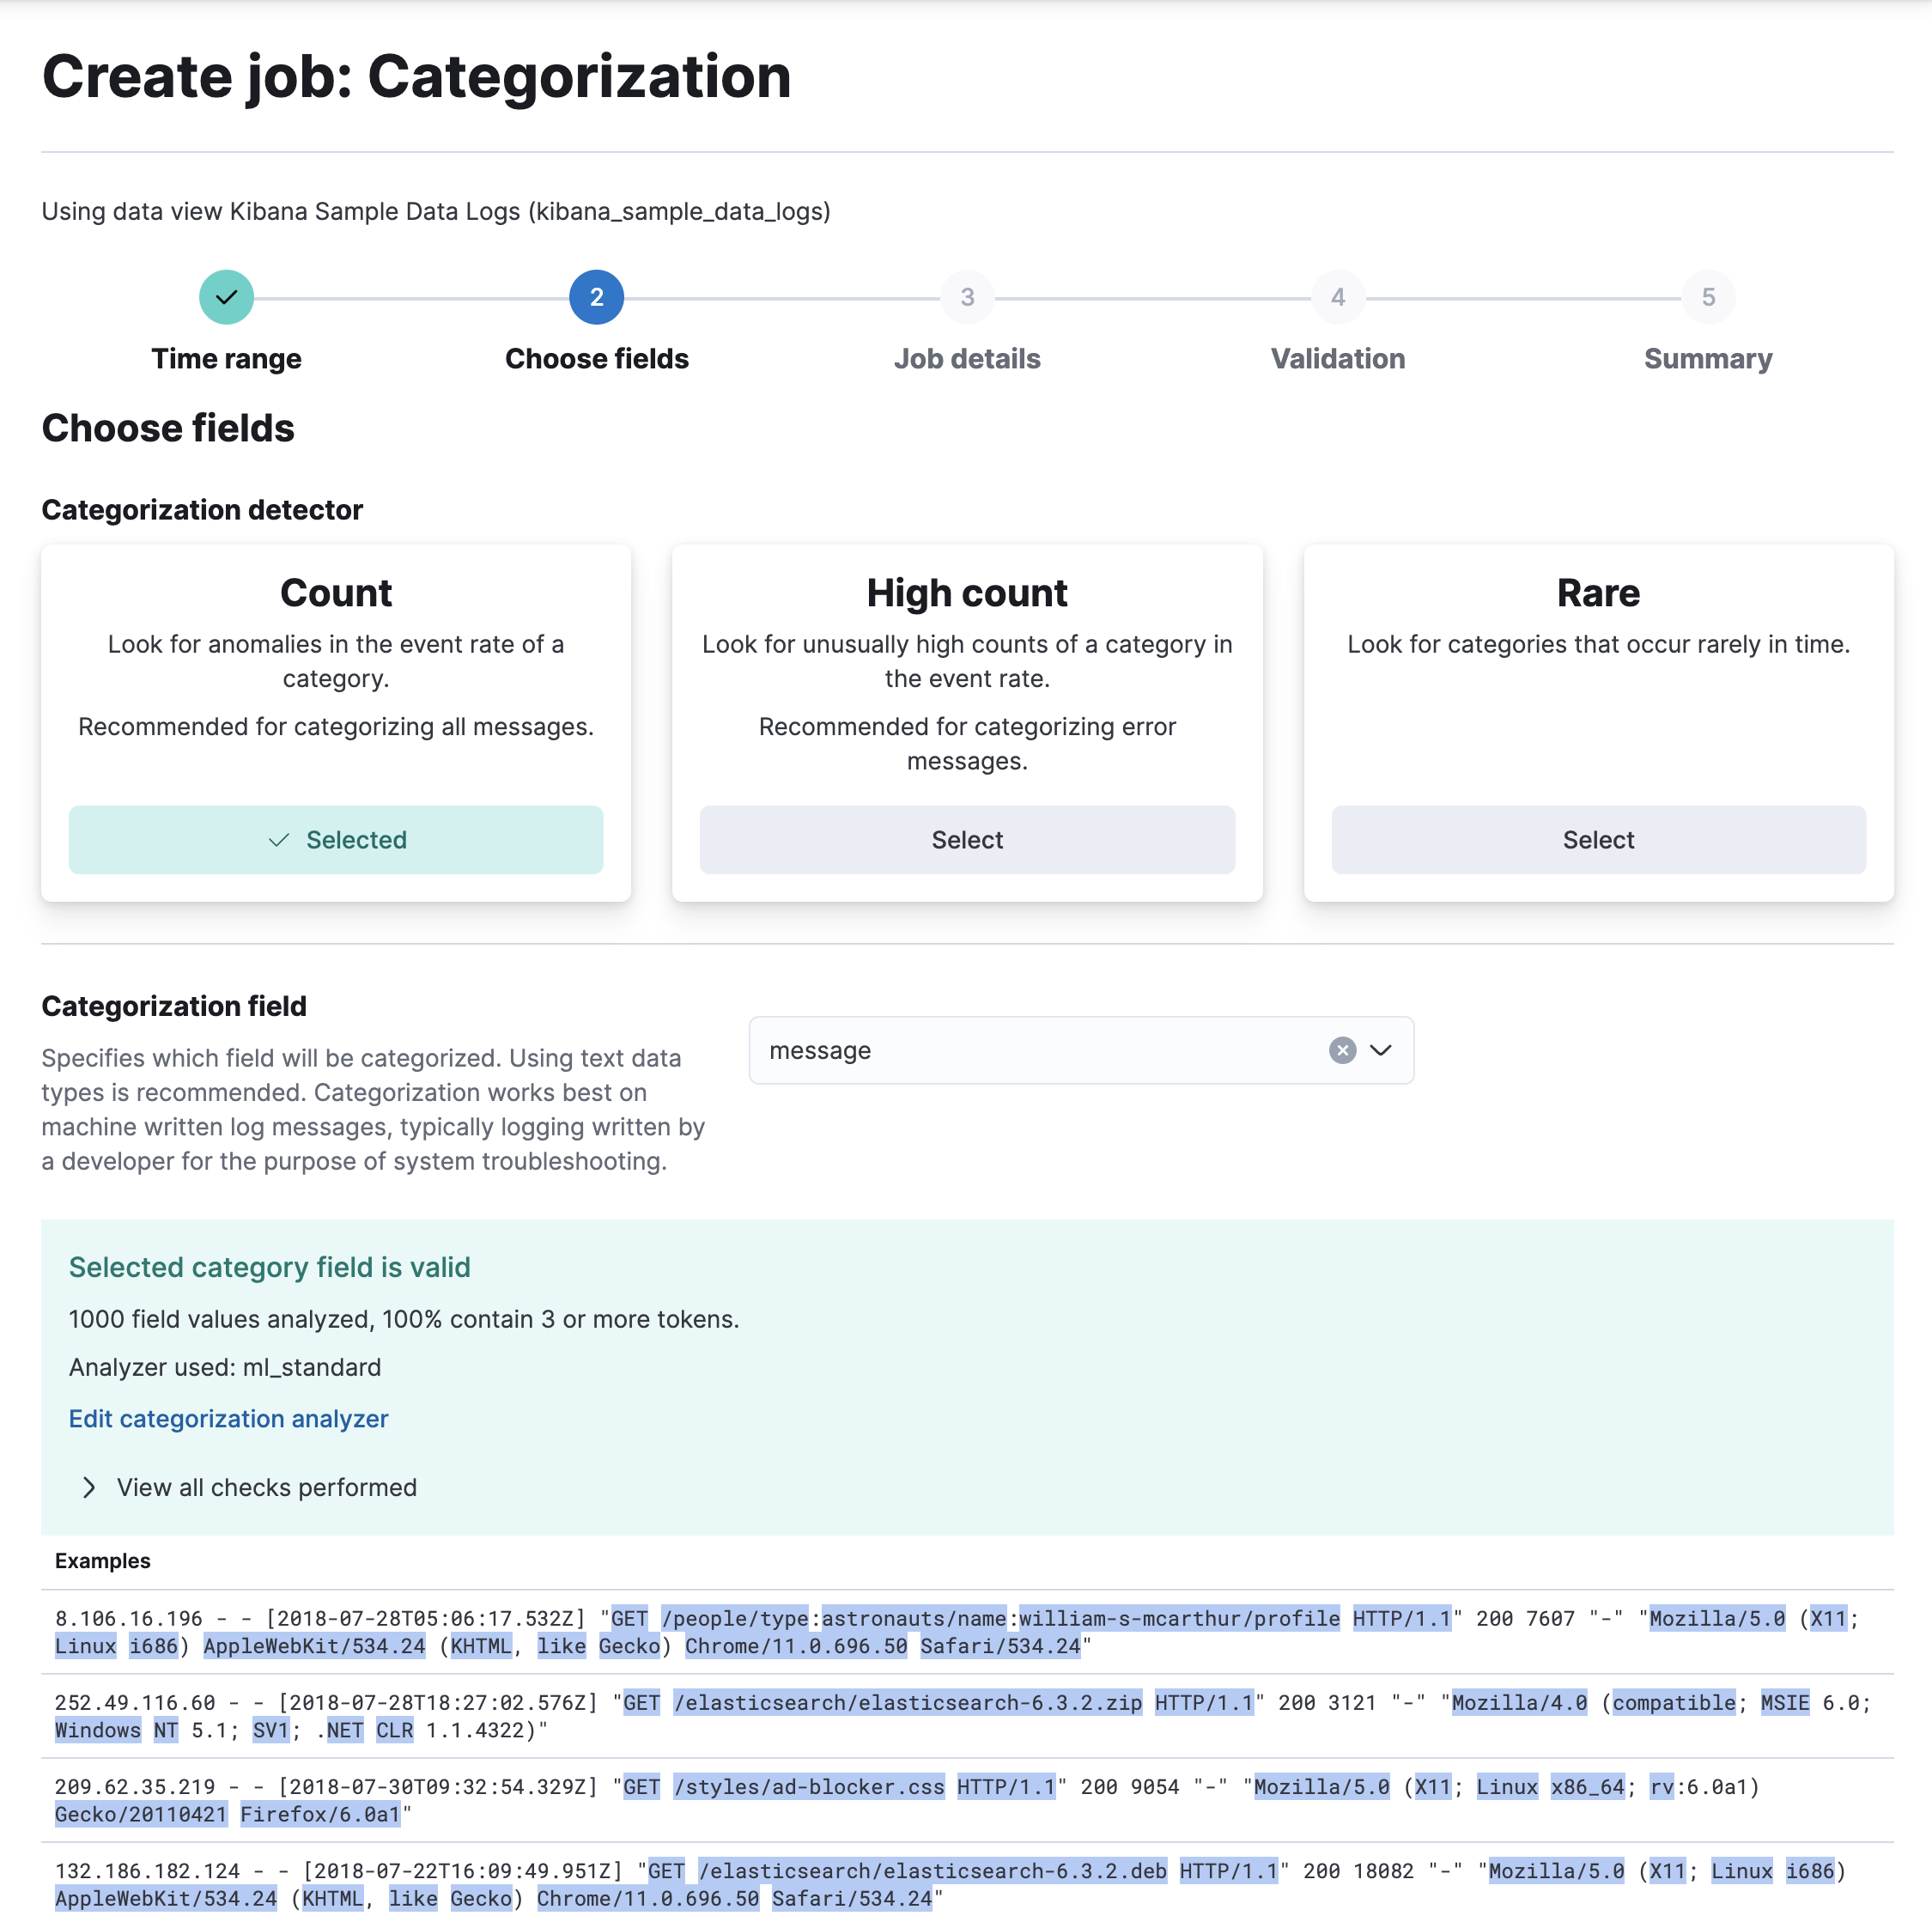 Create job: Categorization
Using data view Kibana Sample Data Logs (kibana_sample_data_logs)
2
3
4
5
Time range
Choose fields
Job details
Validation
Summary
Choose fields
Categorization detector
Count
Look for anomalies in the event rate of a
category.
Recommended for categorizing all messages.
Selected
High count
Look for unusually high counts of a category in
the event rate.
Recommended for categorizing error
messages.
Select
Rare
Look for categories that occur rarely in time.
Select
Categorization field
Specifies which field will be categorized. Using text data
types is recommended. Categorization works best on
machine written log messages, typically logging written by
a developer for the purpose of system troubleshooting.
message
Selected category field is valid
1000 field values analyzed, 100% contain 3 or more tokens.
Analyzer used: ml_standard
Edit categorization analyzer
View all checks performed
Examples
8.106.16.196 - - [2018-07-28T05:06:17.532Z] "GET /people/type:astronauts/name:william-s-mcarthur/profile HTTP/1.1" 200 7607 "-" "Mozilla/5.0 (X11;
Linux i686) AppleWebKit/534.24 (KHTML, like Gecko) Chrome/11.0.696.50 Safari/534.24"
252.49.116.60 - - [2018-07-28T18:27:02.576Z] "GET /elasticsearch/elasticsearch-6.3.2.zip HTTP/1.1" 200 3121 "-" "Mozilla/4.0 (compatible; MSIE 6.0;
Windows NT 5.1; SV1; .NET CLR 1.1.4322)"
209.62.35.219 - - [2018-07-30T09:32:54.329Z] "GET /styles/ad-blocker.css HTTP/1.1" 200 9054 "-" "Mozilla/5.0 (X11; Linux x86_64; rv:6.0a1)
Gecko/20110421 Firefox/6.0a1"
132.186.182.124 - - [2018-07-22T16:09:49.951Z] "GET /elasticsearch/elasticsearch-6.3.2.deb HTTP/1.1" 200 18082 "-" "Mozilla/5.0 (X11; Linux i686)
AppleWebKit/534.24 (KHTML, like Gecko) Chrome/11.0.696.50 Safari/534.24"